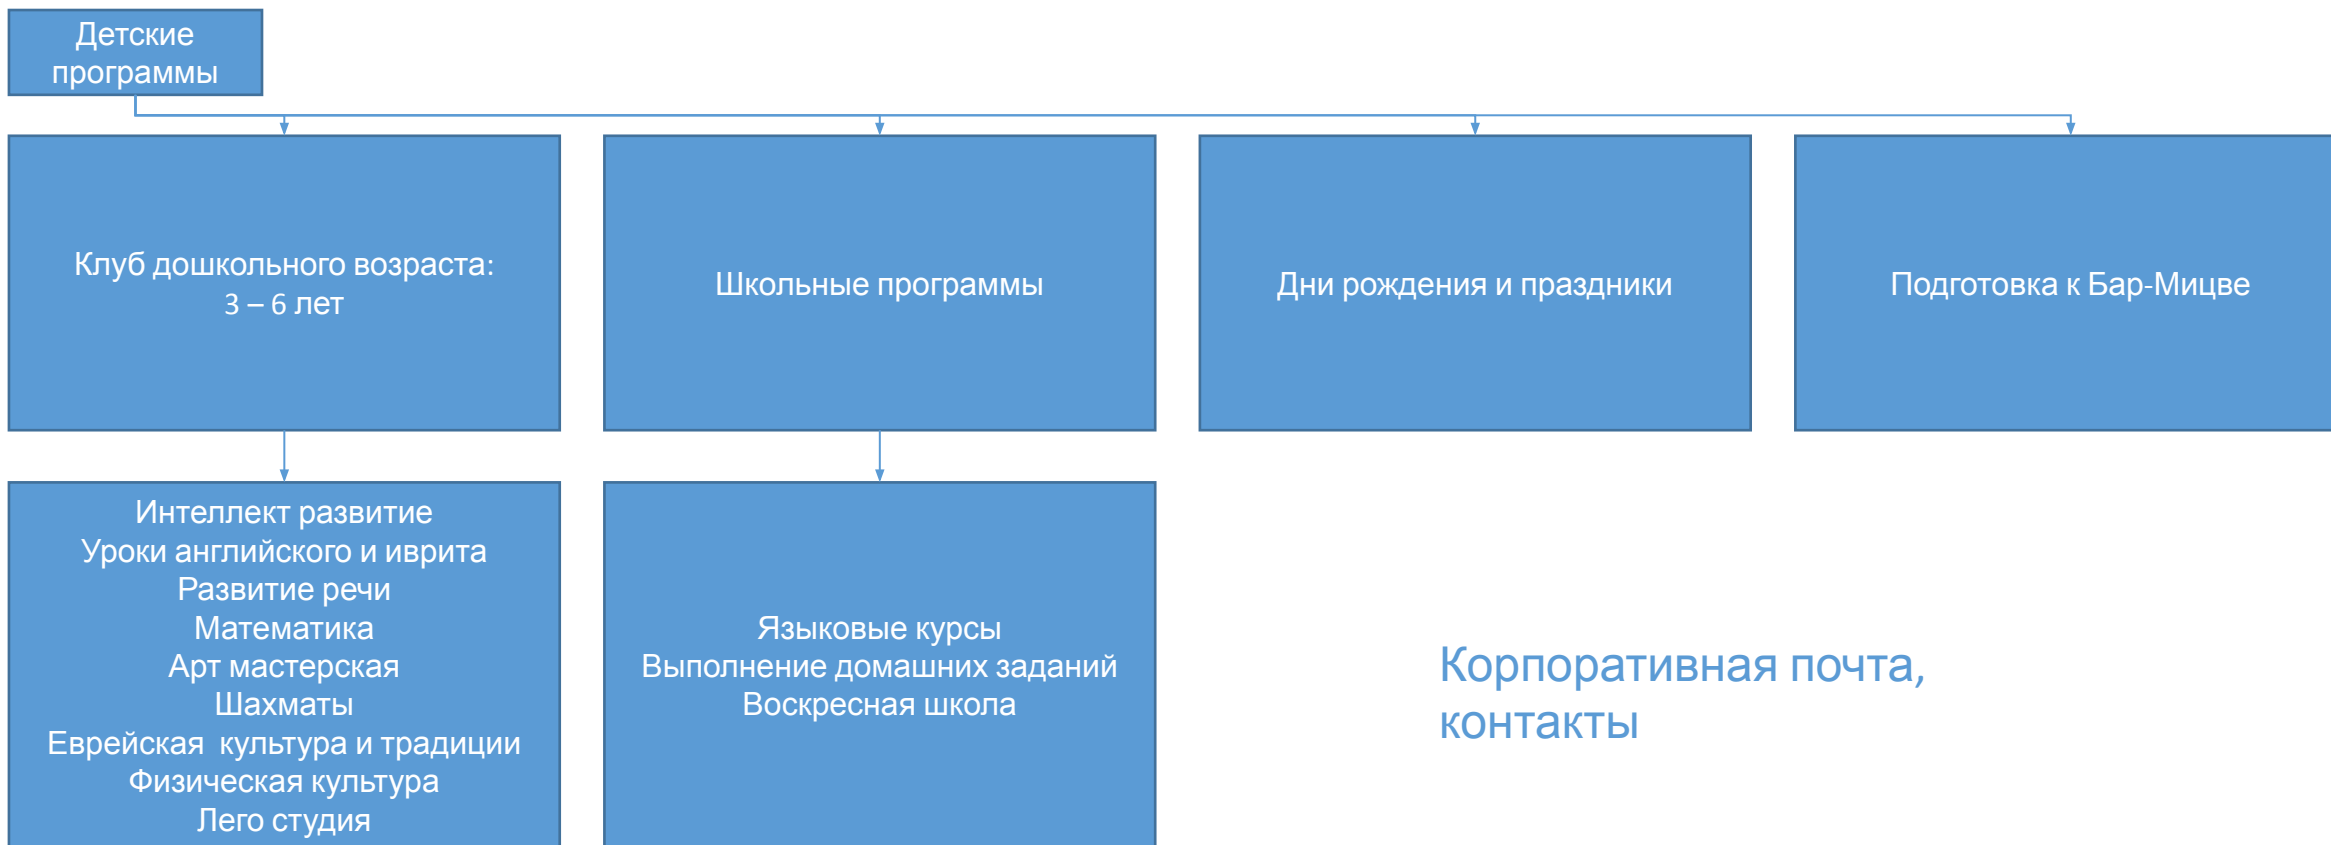 Детские
программы
Клуб дошкольного возраста:
3 – 6 лет
Школьные программы
Дни рождения и праздники
Подготовка к Бар-Мицве
Интеллект развитие
Уроки английского и иврита
Развитие речи
Математика
Арт мастерская
Шахматы
Еврейская  культура и традиции
Физическая культура
Лего студия
Языковые курсы
Выполнение домашних заданий
Воскресная школа
Корпоративная почта,
контакты